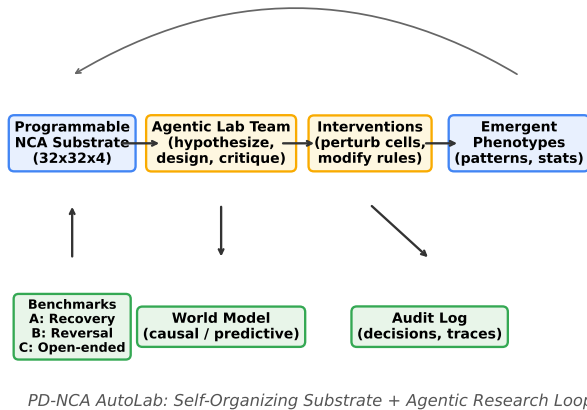 Programmable
NCA Substrate
(32x32x4)
Agentic Lab Team
(hypothesize,
design, critique)
Interventions
(perturb cells,
modify rules)
Emergent
Phenotypes
(patterns, stats)
Benchmarks
A: Recovery
B: Reversal
C: Open-ended
World Model
(causal / predictive)
Audit Log
(decisions, traces)
PD-NCA AutoLab: Self-Organizing Substrate + Agentic Research Loop